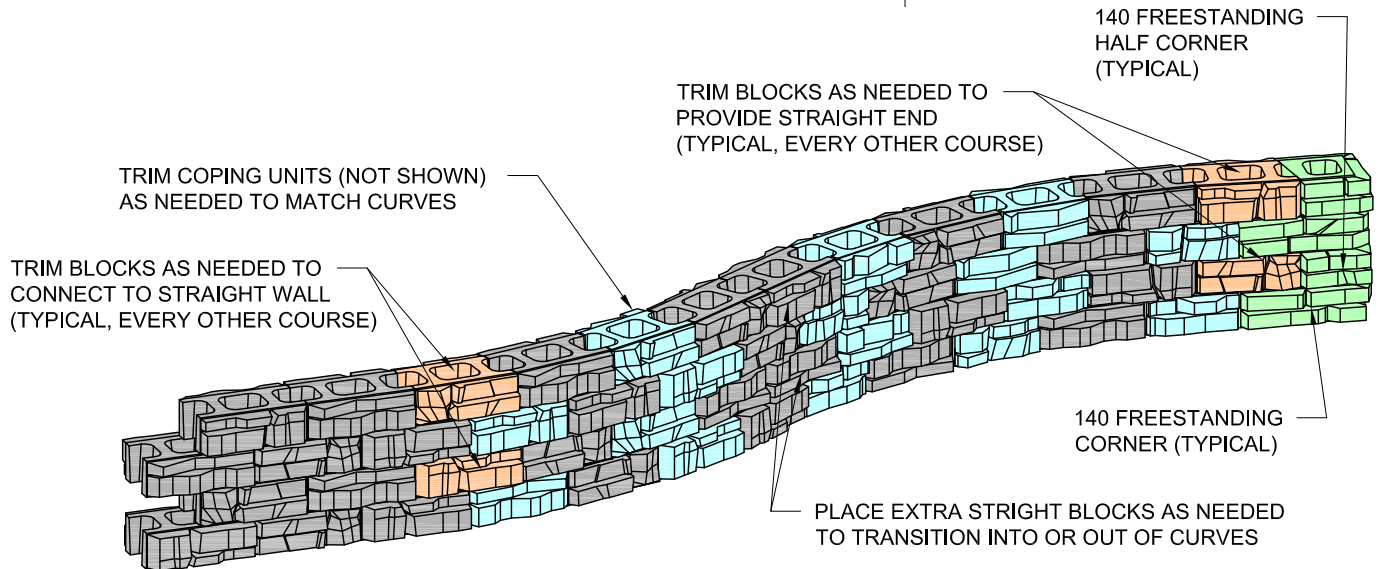 140 FREESTANDING
HALF CORNER
(TYPICAL)
TRIM BLOCKS AS NEEDED TO
PROVIDE STRAIGHT END
(TYPICAL, EVERY OTHER COURSE)
TRIM COPING UNITS (NOT SHOWN)
AS NEEDED TO MATCH CURVES
TRIM BLOCKS AS NEEDED TO
CONNECT TO STRAIGHT WALL
(TYPICAL, EVERY OTHER COURSE)
140 FREESTANDING
CORNER (TYPICAL)
PLACE EXTRA STRIGHT BLOCKS AS NEEDED
TO TRANSITION INTO OR OUT OF CURVES